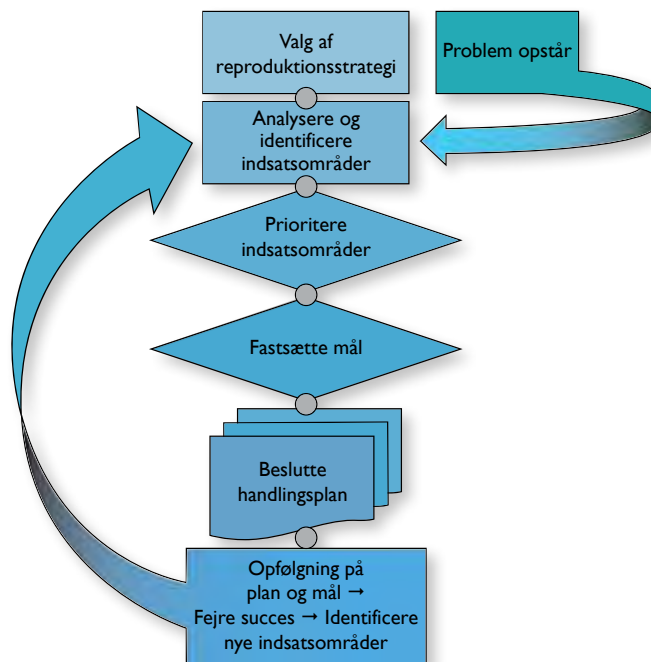 Valg af
reproduktionsstrategi
Problem opstår
Analysere og
identificere
indsatsområder
Prioritere
indsatsområder
Fastsætte mål
Beslutte
handlingsplan
Opfølgning på
plan og mål →
Fejre succes → Identificere
nye indsatsområder